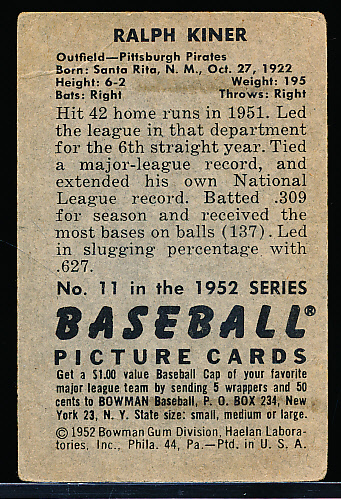 RALPH KINER
Outfield—Pittsburgh Pirates
Born: Santa Rita, N. M., Oct. 27, 1922
Height: 6-2 Weight: 195
Bats: Right Throws: Right
Hit 42 home runs in 1951. Led
the league in that department
for the 6th straight year. Tied
a major-league record, and
extended his own National
League record. Batted .309
for season and received the
most bases on balls (137). Led
in slugging percentage with
.627.
No. 11 in the 1952 SERIES
BASEBALL®
PICTURE CARDS
Get a $1.00 value Baseball Cap of your favorite
major league team by sending 5 wrappers and 50
cents to BOWMAN Baseball, P. O. BOX 234, New
York 23, N. Y. State size: small, medium or large.
© 1952 Bowman Gum Division, Haelan Labora-
tories, Inc., Phila. 44, Pa.—Ptd. in U. S. A.